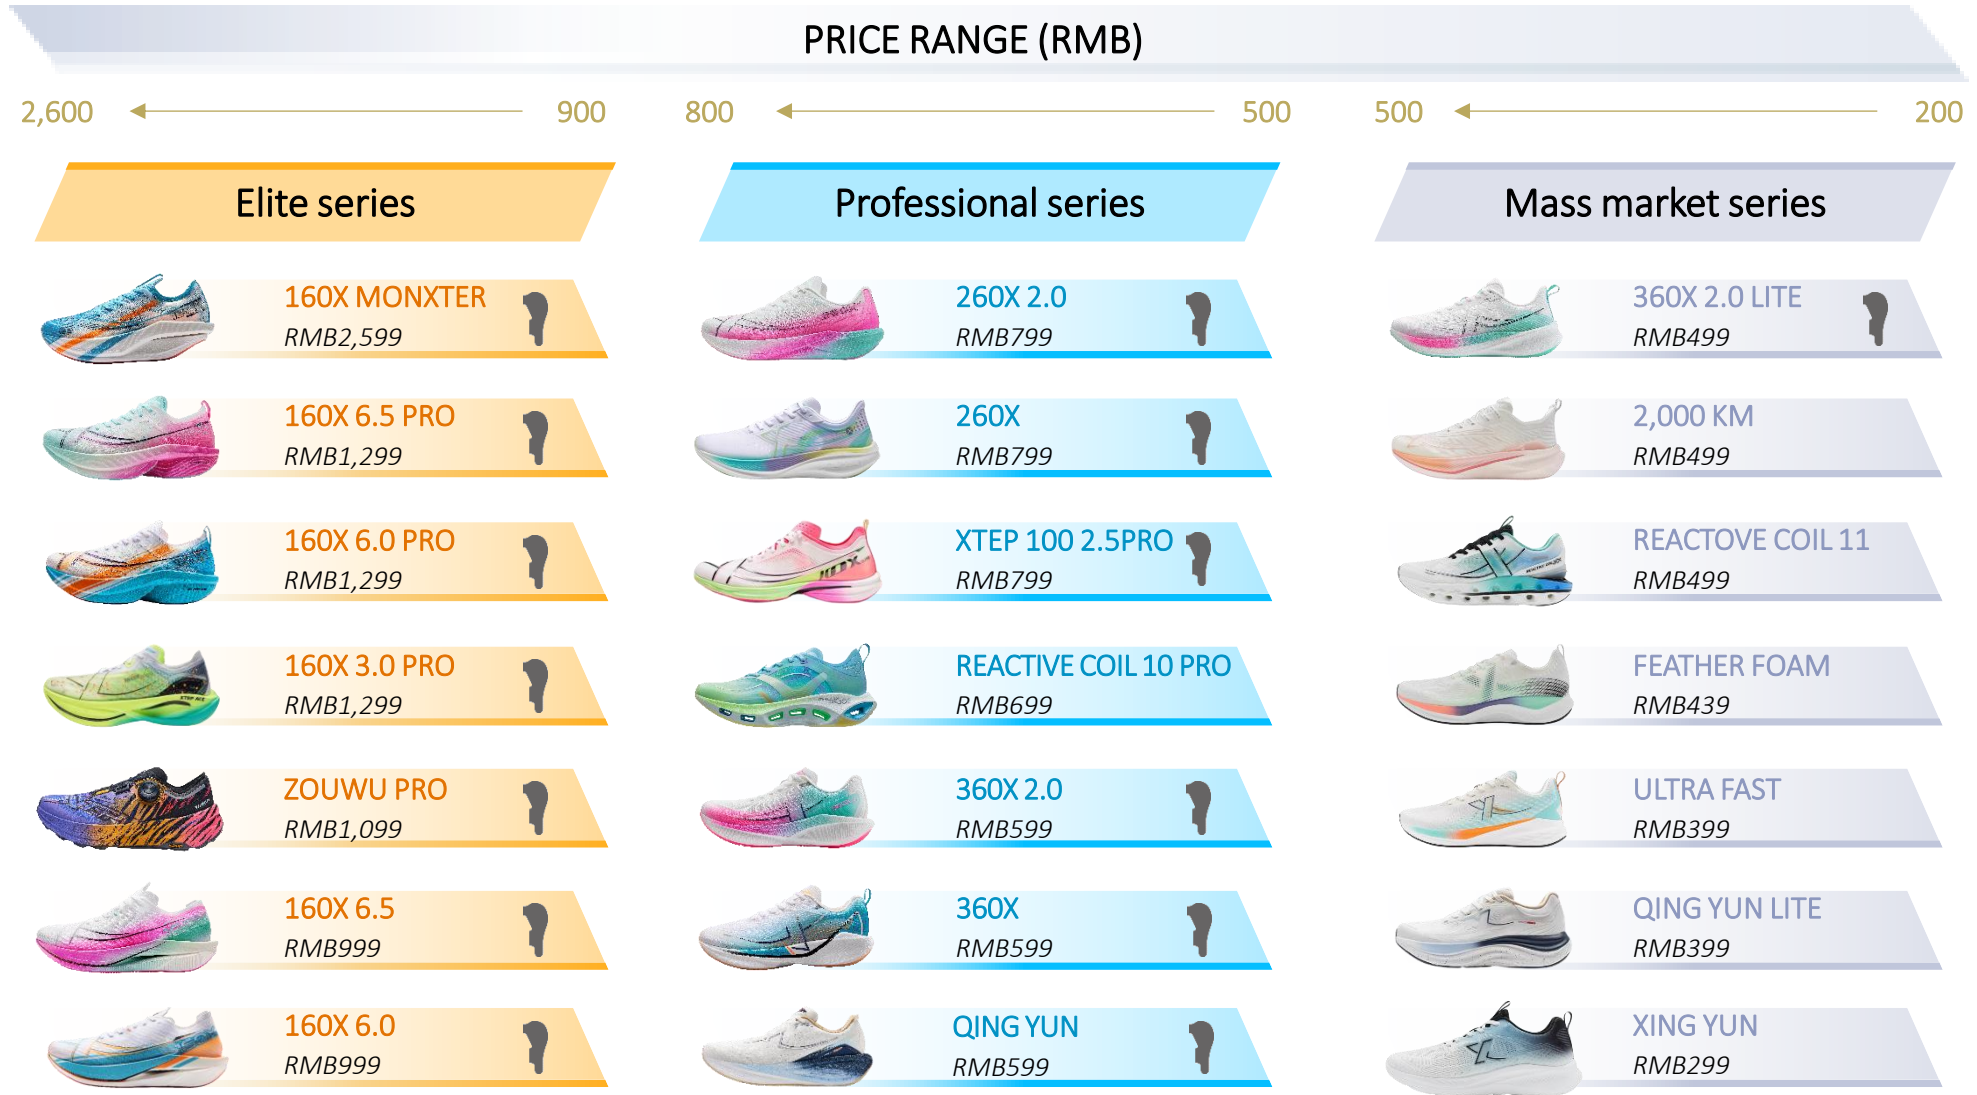 PRICE RANGE (RMB)
2,600 900 800 500 500 200
Elite series
160X MONXTER
RMB2,599
160X 6.5 PRO
RMB1,299
160X 6.0 PRO
RMB1,299
160X 3.0 PRO
RMB1,299
ZOUWU PRO
RMB1,099
160X 6.5
RMB999
160X 6.0
RMB999
Professional series
260X 2.0
RMB799
260X
RMB799
XTEP 100 2.5PRO
RMB799
REACTIVE COIL 10 PRO
RMB699
360X 2.0
RMB599
360X
RMB599
QING YUN
RMB599
Mass market series
360X 2.0 LITE
RMB499
2,000 KM
RMB499
REACTOVE COIL 11
RMB499
FEATHER FOAM
RMB439
ULTRA FAST
RMB399
QING YUN LITE
RMB399
XING YUN
RMB299